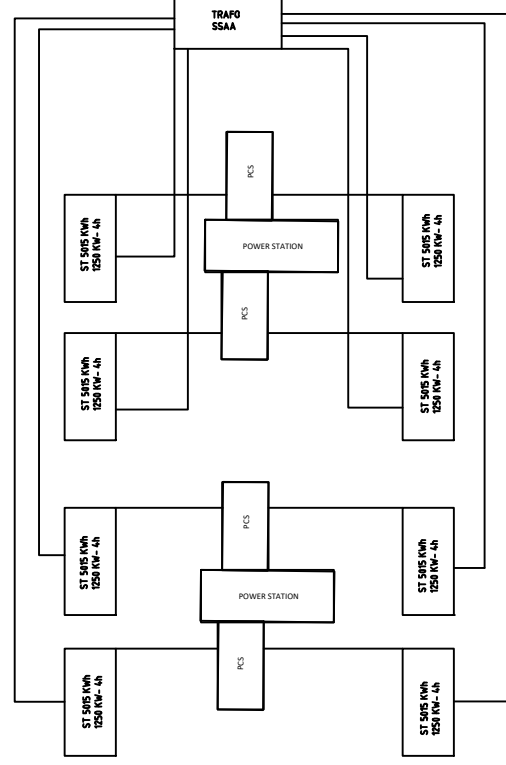 TRAFO
SSAA
PCS
ST 5015 KWh
1250 KW- 4h
ST 5015 KWh
1250 KW- 4h
POWER STATION
PCS
ST 5015 KWh
1250 KW- 4h
ST 5015 KWh
1250 KW- 4h
PCS
ST 5015 KWh
1250 KW- 4h
ST 5015 KWh
1250 KW- 4h
POWER STATION
PCS
ST 5015 KWh
1250 KW- 4h
ST 5015 KWh
1250 KW- 4h